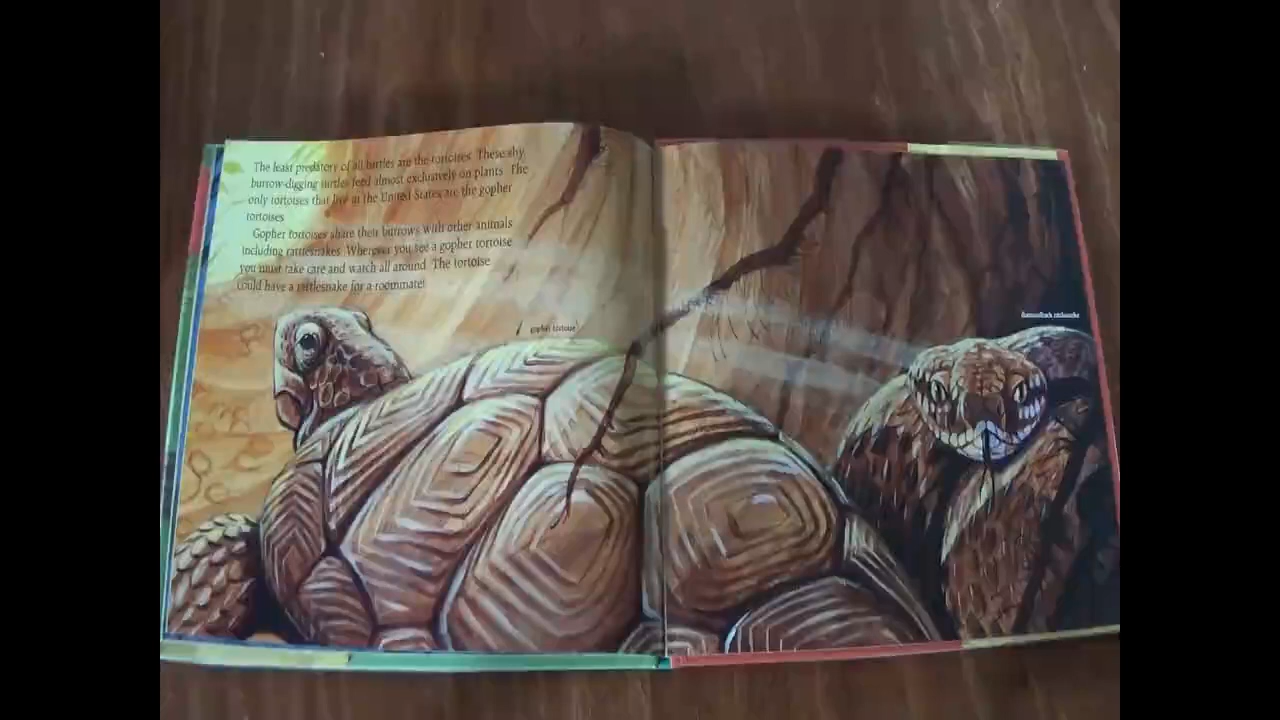 The least predatory of all turtles are the tortoises. These shy,
burrow-digging turtles feed almost exclusively on plants. The
only tortoises that live in the United States are the gopher
tortoises.
Gopher tortoises share their burrows with other animals
including rattlesnakes. Wherever you see a gopher tortoise
you must take care and watch all around. The tortoise
could have a rattlesnake for a roommate!
gopher tortoise
diamondback rattlesnake